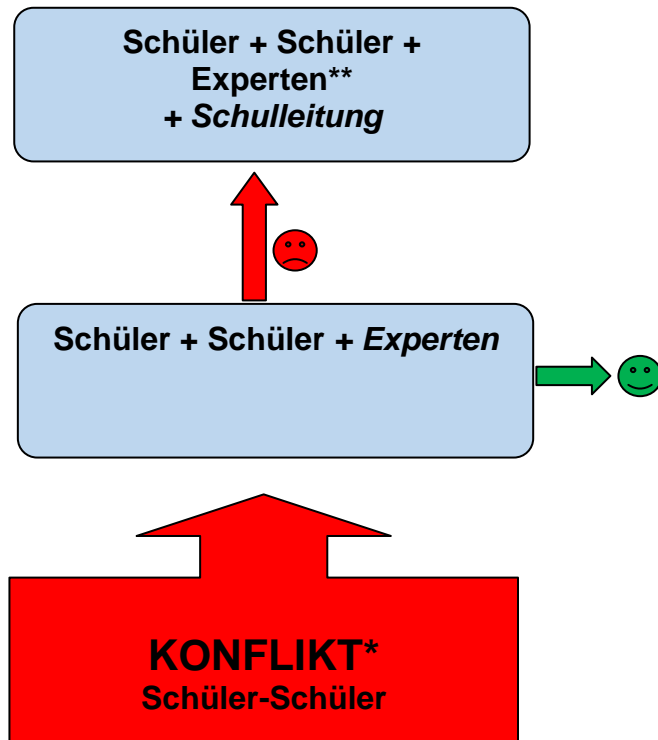 Schüler + Schüler +
Experten**
+ Schulleitung
Schüler + Schüler + Experten
KONFLIKT*
Schüler-Schüler